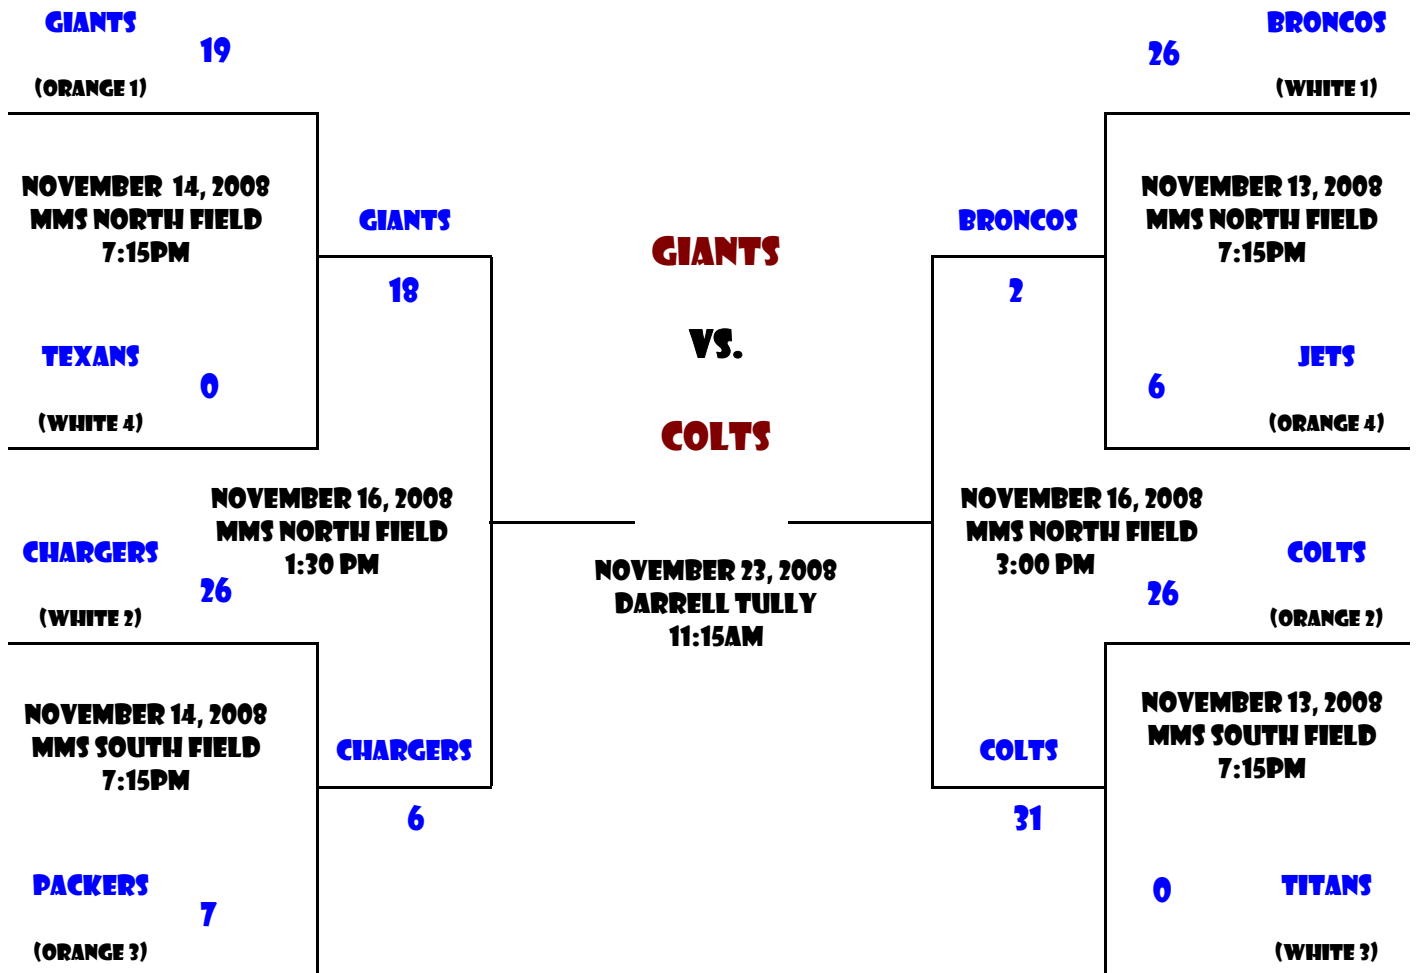 GIANTS
19
(ORANGE 1)
NOVEMBER 14, 2008
MMS NORTH FIELD
7:15PM
TEXANS
0
(WHITE 4)
CHARGERS
26
(WHITE 2)
NOVEMBER 14, 2008
MMS SOUTH FIELD
7:15PM
PACKERS
7
(ORANGE 3)
GIANTS
18
NOVEMBER 16, 2008
MMS NORTH FIELD
1:30 PM
CHARGERS
6
GIANTS
VS.
COLTS
NOVEMBER 23, 2008
DARRELL TULLY
11:15AM
BRONCOS
2
NOVEMBER 16, 2008
MMS NORTH FIELD
3:00 PM
COLTS
31
BRONCOS
26
(WHITE 1)
NOVEMBER 13, 2008
MMS NORTH FIELD
7:15PM
JETS
6
(ORANGE 4)
COLTS
26
(ORANGE 2)
NOVEMBER 13, 2008
MMS SOUTH FIELD
7:15PM
0
TITANS
(WHITE 3)